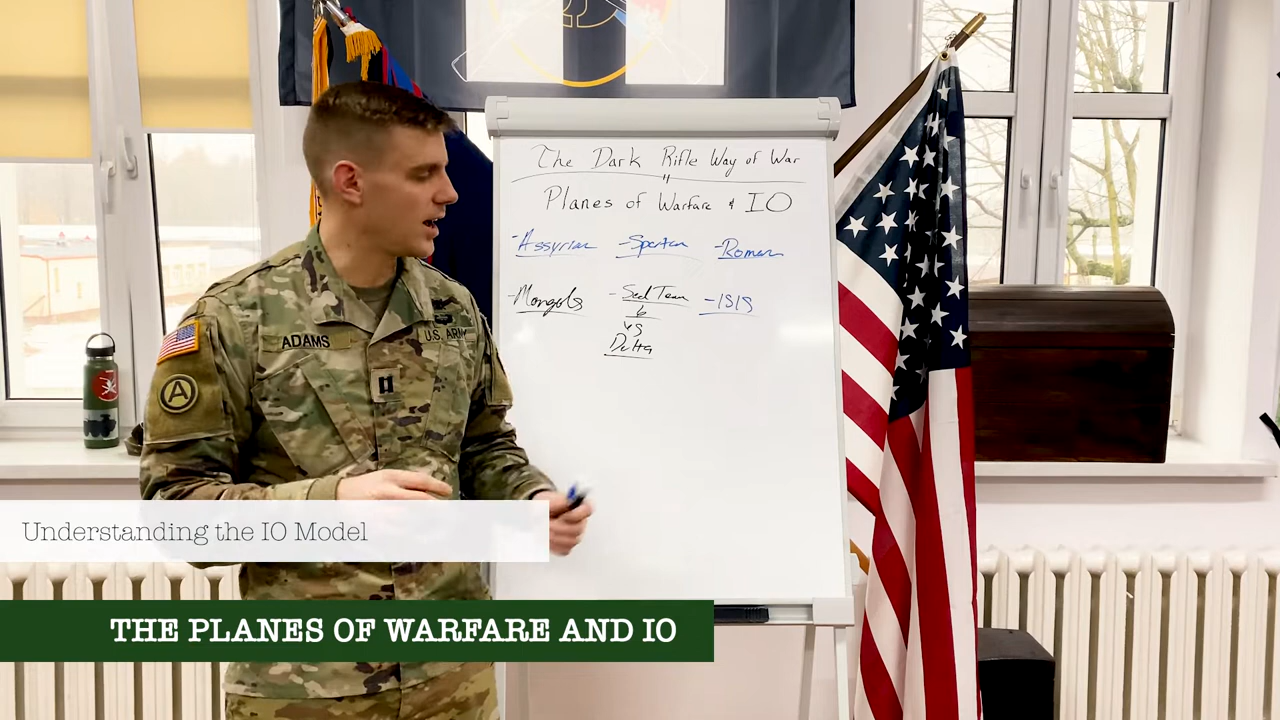 The Dark Rifle Way of War
Planes of Warfare & IO
-Assyrian -Spartan -Roman
-Mongols -Seal Team -ISIS
6
vs
Delta
ADAMS
U.S. ARMY
Understanding the IO Model
THE PLANES OF WARFARE AND IO